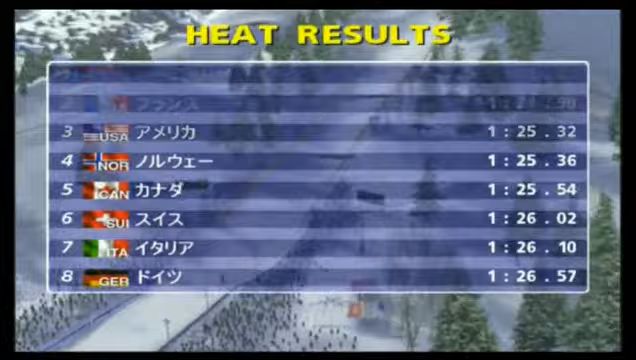 HEAT RESULTS
2 フランス
3 USA アメリカ 1 : 25 . 32
4 NOR ノルウェー 1 : 25 . 36
5 CAN カナダ 1 : 25 . 54
6 SUI スイス 1 : 26 . 02
7 ITA イタリア 1 : 26 . 10
8 GER ドイツ 1 : 26 . 57